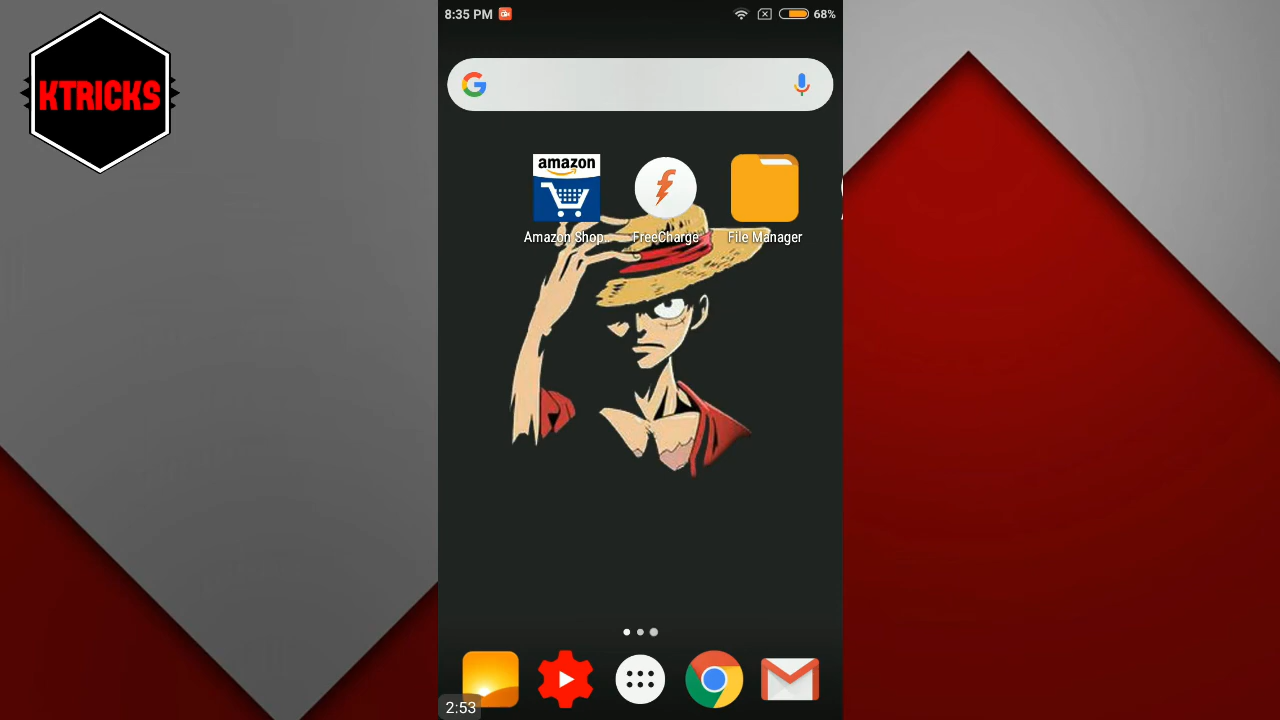 KTRICKS
8:35 PM
68%
amazon
Amazon Shop...
FreeCharge
File Manager
2:53